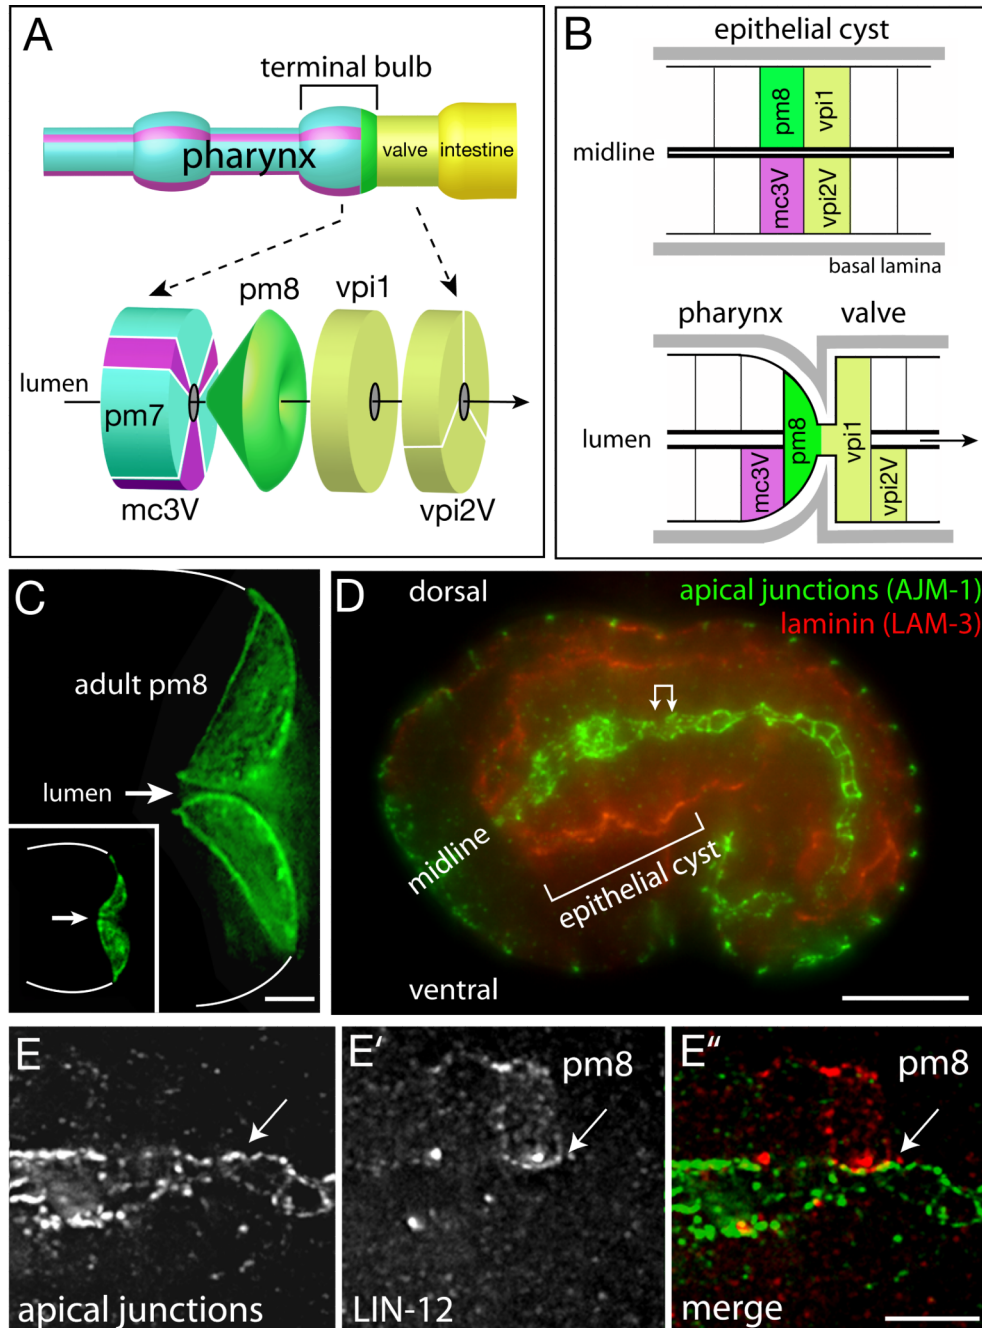 A
terminal bulb
pharynx
valve
intestine
pm8
vpi1
lumen
pm7
mc3V
vpi2V
B
epithelial cyst
pm8
vpi1
midline
mc3V
vpi2V
basal lamina
pharynx
valve
lumen
pm8
vpi1
mc3V
vpi2V
C
adult pm8
lumen
D
dorsal
apical junctions (AJM-1)
laminin (LAM-3)
midline
epithelial cyst
ventral
E
apical junctions
E'
pm8
LIN-12
E"
pm8
merge